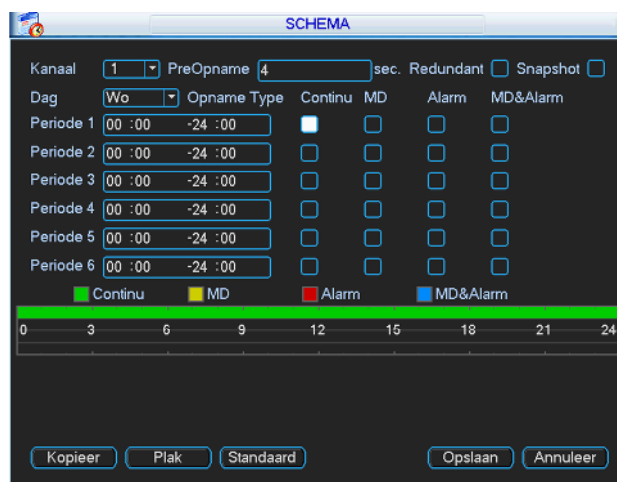 SCHEMA
Kanaal 1 PreOpname 4 sec. Redundant Snapshot
Dag Wo Opname Type Continu MD Alarm MD&Alarm
Periode 1 00 :00 -24 :00
Periode 2 00 :00 -24 :00
Periode 3 00 :00 -24 :00
Periode 4 00 :00 -24 :00
Periode 5 00 :00 -24 :00
Periode 6 00 :00 -24 :00
Continu MD Alarm MD&Alarm
0 3 6 9 12 15 18 21 24
Kopieer Plak Standaard Opslaan Annuleer